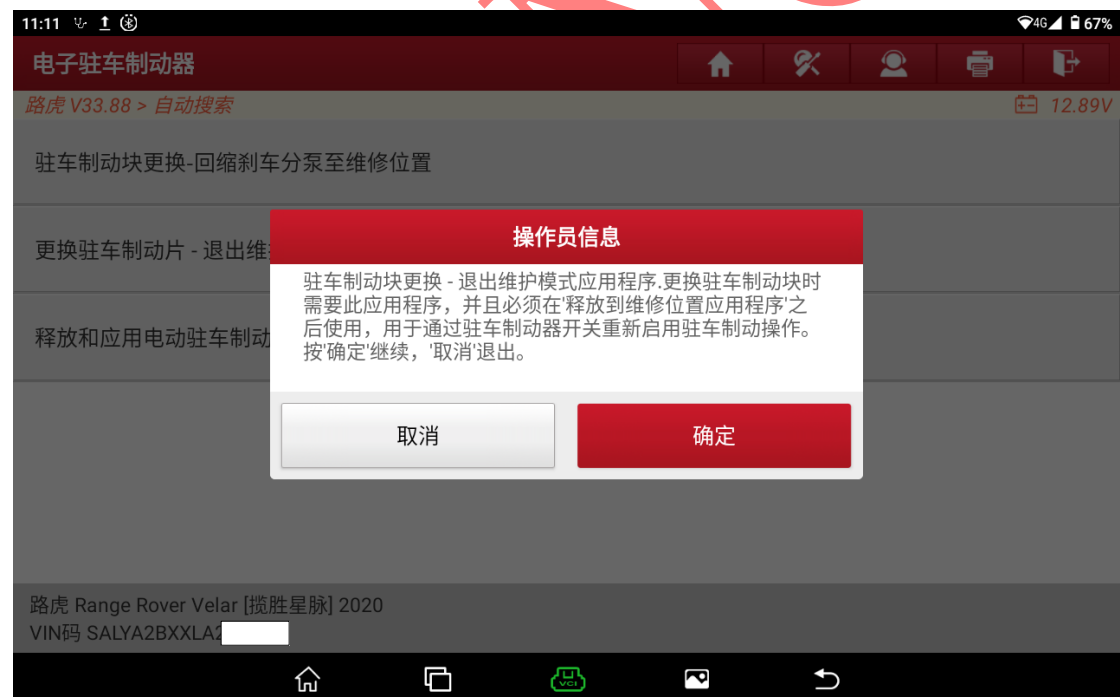 11:11
4G 67%
电子驻车制动器
路虎 V33.88 > 自动搜索
12.89V
驻车制动块更换-回缩刹车分泵至维修位置
更换驻车制动片 - 退出维
释放和应用电动驻车制动
操作员信息
驻车制动块更换 - 退出维护模式应用程序.更换驻车制动块时
需要此应用程序，并且必须在'释放到维修位置应用程序'之
后使用，用于通过驻车制动器开关重新启用驻车制动操作。
按'确定'继续，'取消'退出。
取消
确定
路虎 Range Rover Velar [揽胜星脉] 2020
VIN码 SALYA2BXXLA2
VCI